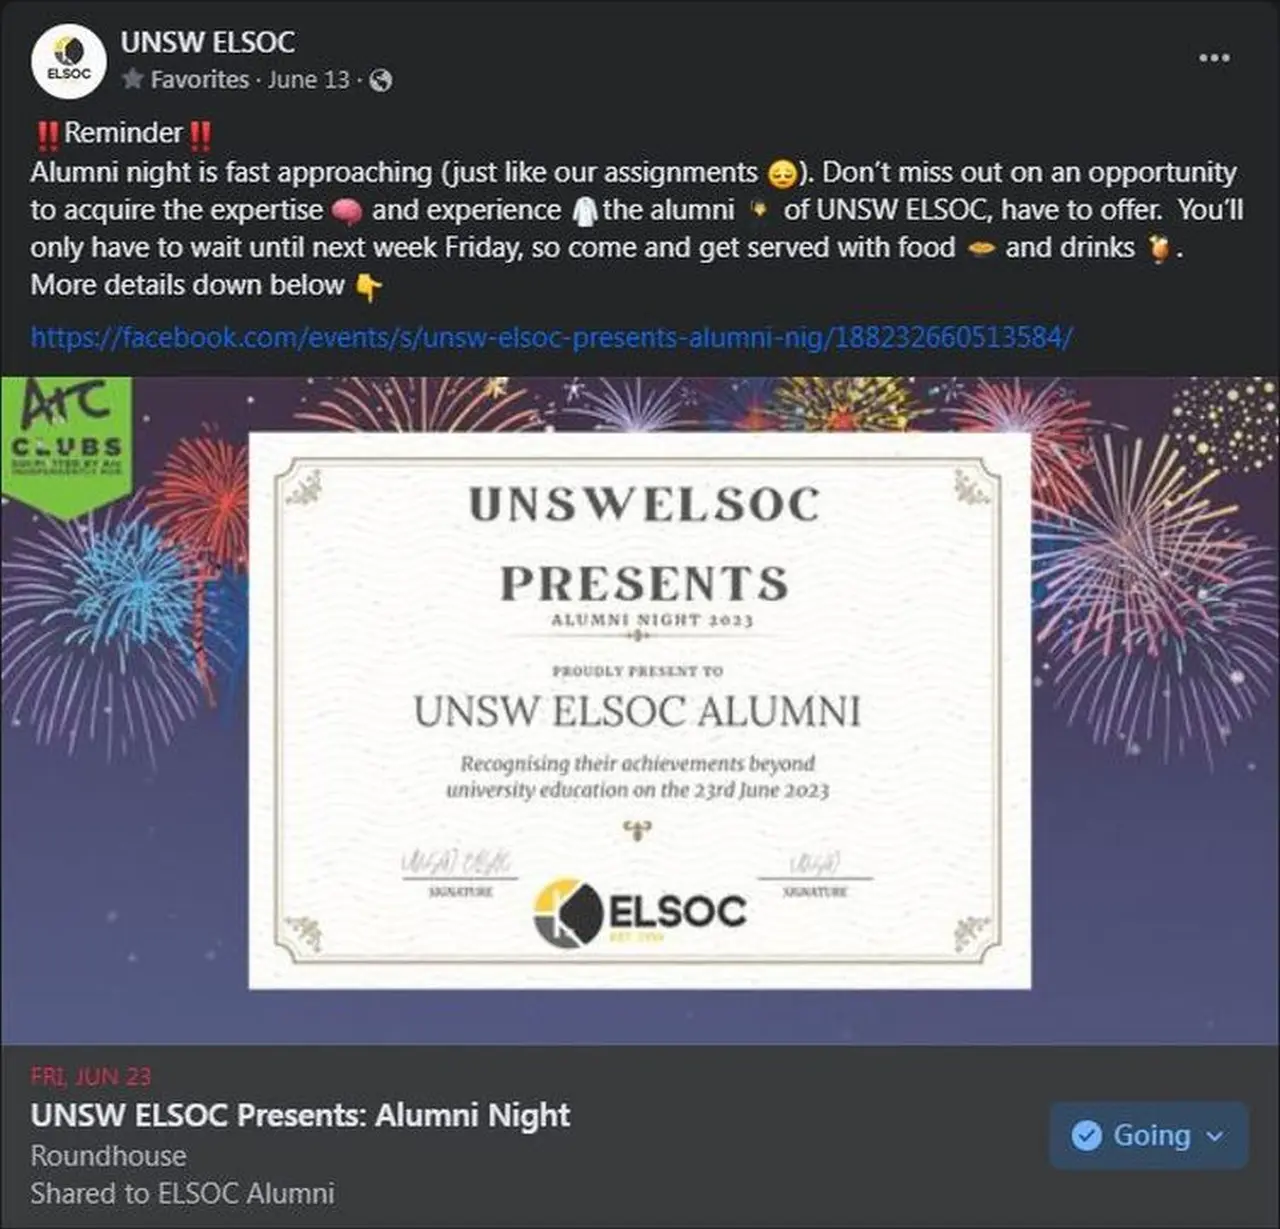 ELSOC
UNSW ELSOC
Favorites · June 13 ·
‼️Reminder‼️
Alumni night is fast approaching (just like our assignments 😔). Don't miss out on an opportunity
to acquire the expertise 🧠 and experience 🥼the alumni of UNSW ELSOC, have to offer. You'll
only have to wait until next week Friday, so come and get served with food and drinks 🍹.
More details down below 👇
https://facebook.com/events/s/unsw-elsoc-presents-alumni-nig/188232660513584/
Arc
CLUBS
UNSWELSOC
PRESENTS
ALUMNI NIGHT 2023
PROUDLY PRESENT TO
UNSW ELSOC ALUMNI
Recognising their achievements beyond
university education on the 23rd June 2023
UNSW ELSOC
UNSW
SIGNATURE
SIGNATURE
ELSOC
FRI, JUN 23
UNSW ELSOC Presents: Alumni Night
Going
Roundhouse
Shared to ELSOC Alumni